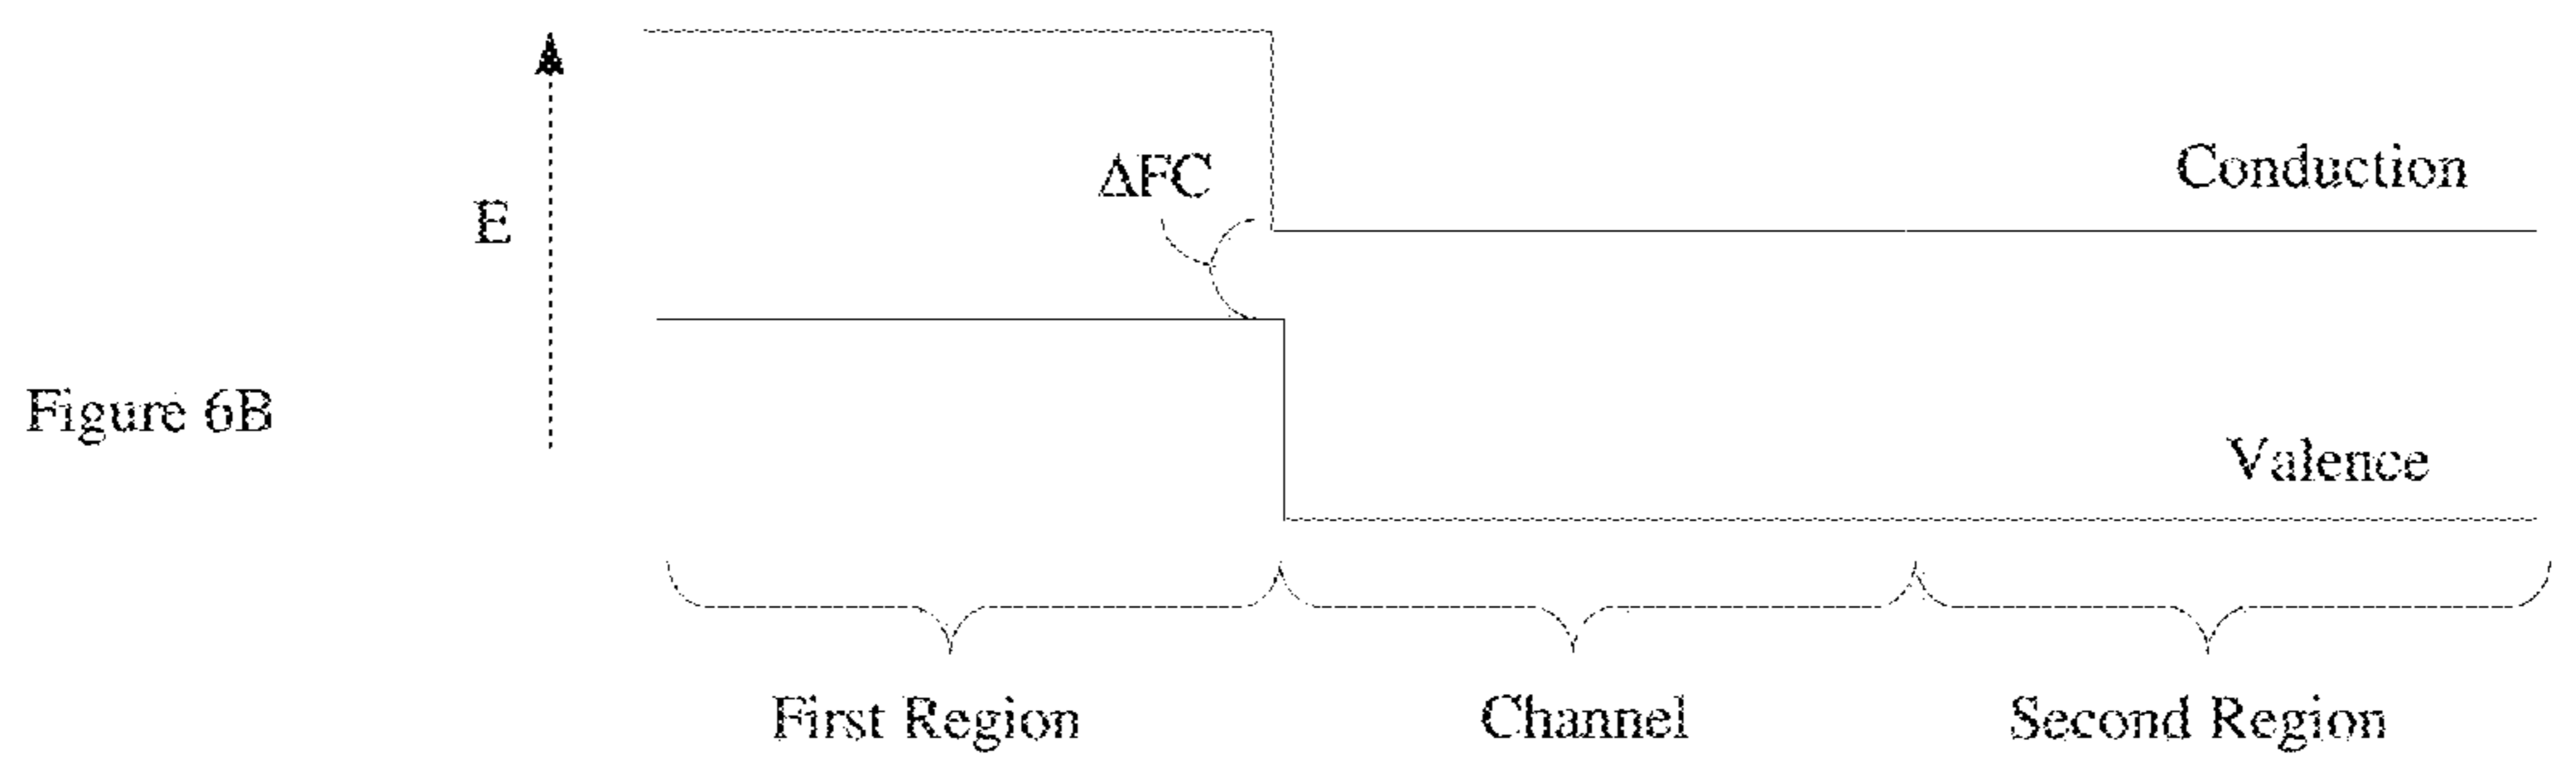 Conduction
ΔFC
E
Figure 6B
Valence
First Region
Channel
Second Region